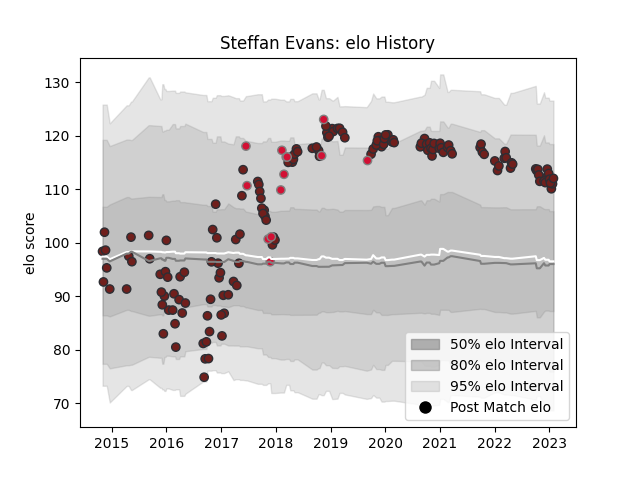 Steffan Evans: elo History
elo score
130
120
110
100
90
80
70
50% elo Interval
80% elo Interval
95% elo Interval
Post Match elo
2015 2016 2017 2018 2019 2020 2021 2022 2023